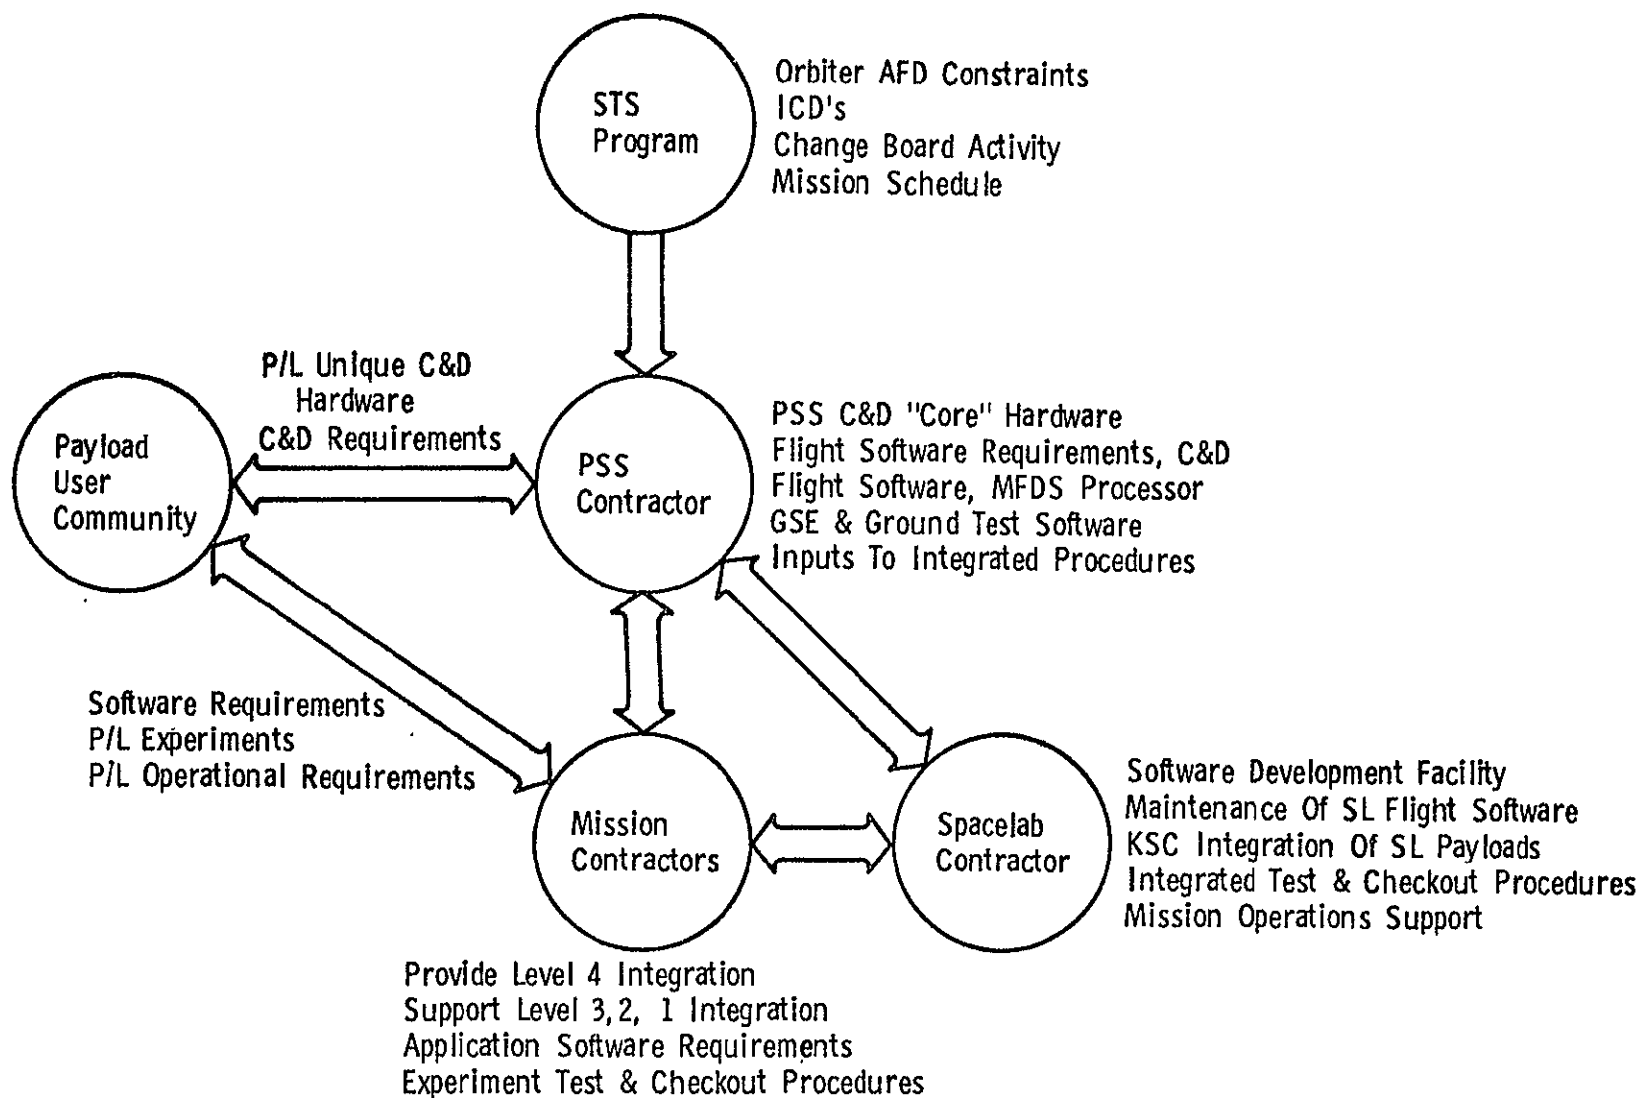 STS
Program
Orbiter AFD Constraints
ICD's
Change Board Activity
Mission Schedule
P/L Unique C&D
Hardware
C&D Requirements
Payload
User
Community
PSS
Contractor
PSS C&D "Core" Hardware
Flight Software Requirements, C&D
Flight Software, MFDS Processor
GSE & Ground Test Software
Inputs To Integrated Procedures
Software Requirements
P/L Experiments
P/L Operational Requirements
Mission
Contractors
Spacelab
Contractor
Software Development Facility
Maintenance Of SL Flight Software
KSC Integration Of SL Payloads
Integrated Test & Checkout Procedures
Mission Operations Support
Provide Level 4 Integration
Support Level 3,2, 1 Integration
Application Software Requirements
Experiment Test & Checkout Procedures